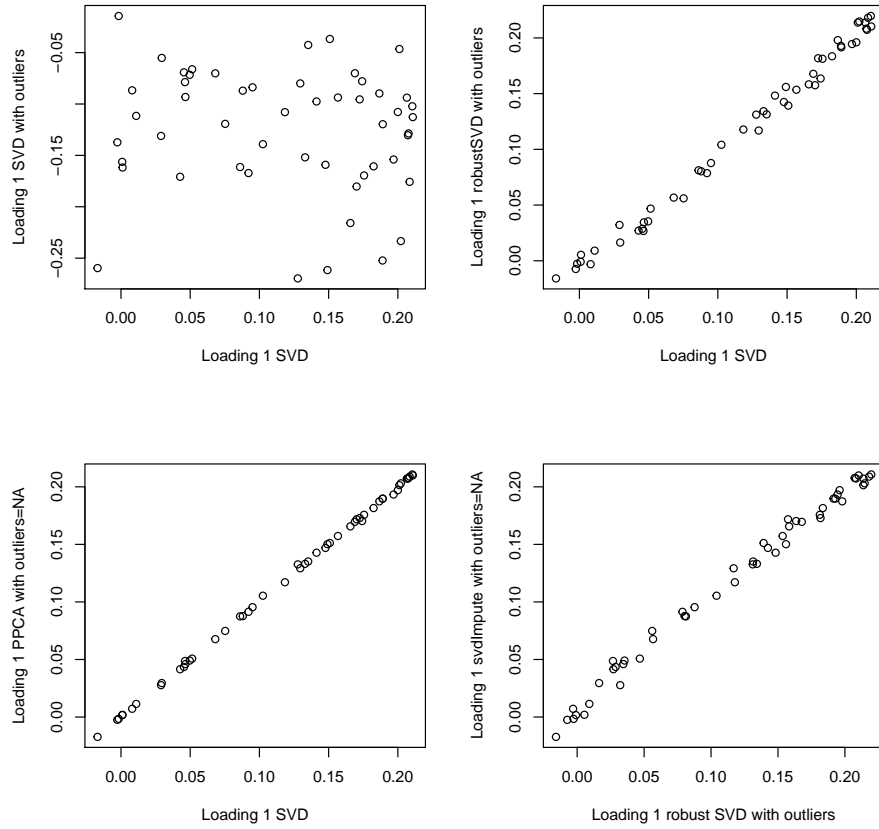 Loading 1 SVD with outliers
-0.05
-0.15
-0.25
0.00 0.05 0.10 0.15 0.20
Loading 1 SVD
Loading 1 robustSVD with outliers
0.20
0.15
0.10
0.05
0.00
0.00 0.05 0.10 0.15 0.20
Loading 1 SVD
Loading 1 PPCA with outliers=NA
0.20
0.15
0.10
0.05
0.00
0.00 0.05 0.10 0.15 0.20
Loading 1 SVD
Loading 1 svdImpute with outliers=NA
0.20
0.15
0.10
0.05
0.00
0.00 0.05 0.10 0.15 0.20
Loading 1 robust SVD with outliers